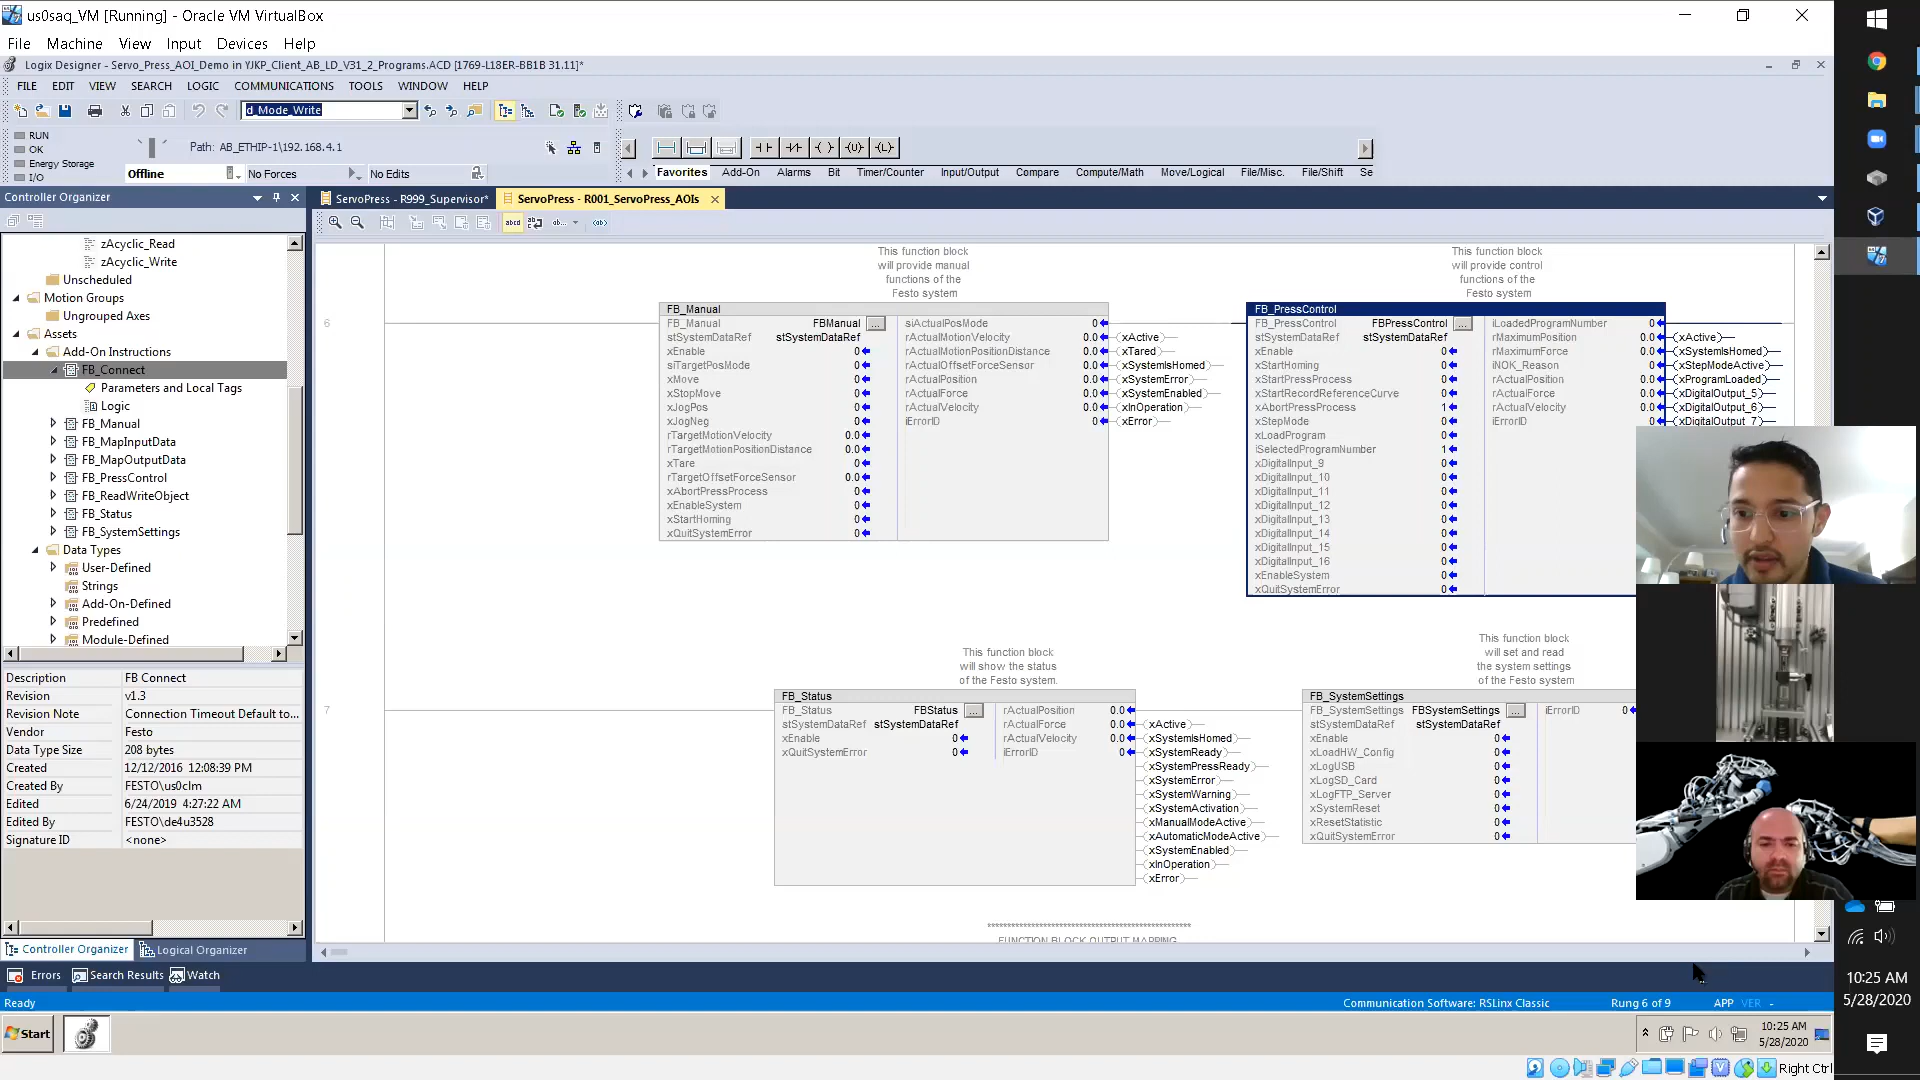 us0saq_VM [Running] - Oracle VM VirtualBox
File Machine View Input Devices Help
Logix Designer - Servo_Press_AOI_Demo in YJKP_Client_AB_LD_V31_2_Programs.ACD [1769-L18ER-BB1B 31.11]*
FILE EDIT VIEW SEARCH LOGIC COMMUNICATIONS TOOLS WINDOW HELP
d_Mode_Write
RUN
OK
Energy Storage
I/O
Path: AB_ETHIP-1\192.168.4.1
Offline No Forces No Edits
Favorites Add-On Alarms Bit Timer/Counter Input/Output Compare Compute/Math Move/Logical File/Misc. File/Shift Se
Controller Organizer
ServoPress - R999_Supervisor*
ServoPress - R001_ServoPress_AOIs
zAcyclic_Read
zAcyclic_Write
Unscheduled
Motion Groups
Ungrouped Axes
Assets
Add-On Instructions
FB_Connect
Parameters and Local Tags
Logic
FB_Manual
FB_MapInputData
FB_MapOutputData
FB_PressControl
FB_ReadWriteObject
FB_Status
FB_SystemSettings
Data Types
User-Defined
Strings
Add-On-Defined
Predefined
Module-Defined
Description FB Connect
Revision v1.3
Revision Note Connection Timeout Default to...
Vendor Festo
Data Type Size 208 bytes
Created 12/12/2016 12:08:39 PM
Created By FESTO\us0clm
Edited 6/24/2019 4:27:22 AM
Edited By FESTO\de4u3528
Signature ID <none>
Controller Organizer Logical Organizer
Errors Search Results Watch
Ready
6
This function block
will provide manual
functions of the
Festo system
FB_Manual
FB_Manual FBManual ... siActualPosMode 0
stSystemDataRef stSystemDataRef rActualMotionVelocity 0.0 xActive
xEnable 0 rActualMotionPositionDistance 0.0 xTared
siTargetPosMode 0 rActualOffsetForceSensor 0.0 xSystemIsHomed
xMove 0 rActualPosition 0.0 xSystemError
xStopMove 0 rActualForce 0.0 xSystemEnabled
xJogPos 0 rActualVelocity 0.0 xInOperation
xJogNeg 0 iErrorID 0 xError
rTargetMotionVelocity 0.0
rTargetMotionPositionDistance 0.0
xTare 0
rTargetOffsetForceSensor 0.0
xAbortPressProcess 0
xEnableSystem 0
xStartHoming 0
xQuitSystemError 0
This function block
will provide control
functions of the
Festo system
FB_PressControl
FB_PressControl FBPressControl ... iLoadedProgramNumber 0
stSystemDataRef stSystemDataRef rMaximumPosition 0.0 xActive
xEnable 0 rMaximumForce 0.0 xSystemIsHomed
xStartHoming 0 iNOK_Reason 0 xStepModeActive
xStartPressProcess 0 rActualPosition 0.0 xProgramLoaded
xStartRecordReferenceCurve 0 rActualForce 0.0 xDigitalOutput_5
xAbortPressProcess 1 rActualVelocity 0.0 xDigitalOutput_6
xStepMode 0 iErrorID 0 xDigitalOutput_7
xLoadProgram 0
iSelectedProgramNumber 1
xDigitalInput_9 0
xDigitalInput_10 0
xDigitalInput_11 0
xDigitalInput_12 0
xDigitalInput_13 0
xDigitalInput_14 0
xDigitalInput_15 0
xDigitalInput_16 0
xEnableSystem 0
xQuitSystemError 0
7
This function block
will show the status
of the Festo system.
FB_Status
FB_Status FBStatus ... rActualPosition 0.0
stSystemDataRef stSystemDataRef rActualForce 0.0 xActive
xEnable 0 rActualVelocity 0.0 xSystemIsHomed
xQuitSystemError 0 iErrorID 0 xSystemReady
xSystemPressReady
xSystemError
xSystemWarning
xSystemActivation
xManualModeActive
xAutomaticModeActive
xSystemEnabled
xInOperation
xError
This function block
will set and read
the system settings
of the Festo system
FB_SystemSettings
FB_SystemSettings FBSystemSettings ... iErrorID 0
stSystemDataRef stSystemDataRef
xEnable 0
xLoadHW_Config 0
xLogUSB 0
xLogSD_Card 0
xLogFTP_Server 0
xSystemReset 0
xResetStatistic 0
xQuitSystemError 0
FUNCTION BLOCK OUTPUT MAPPING
Communication Software: RSLinx Classic Rung 6 of 9 APP VER
Start
10:25 AM
5/28/2020
Right Ctrl
10:25 AM
5/28/2020